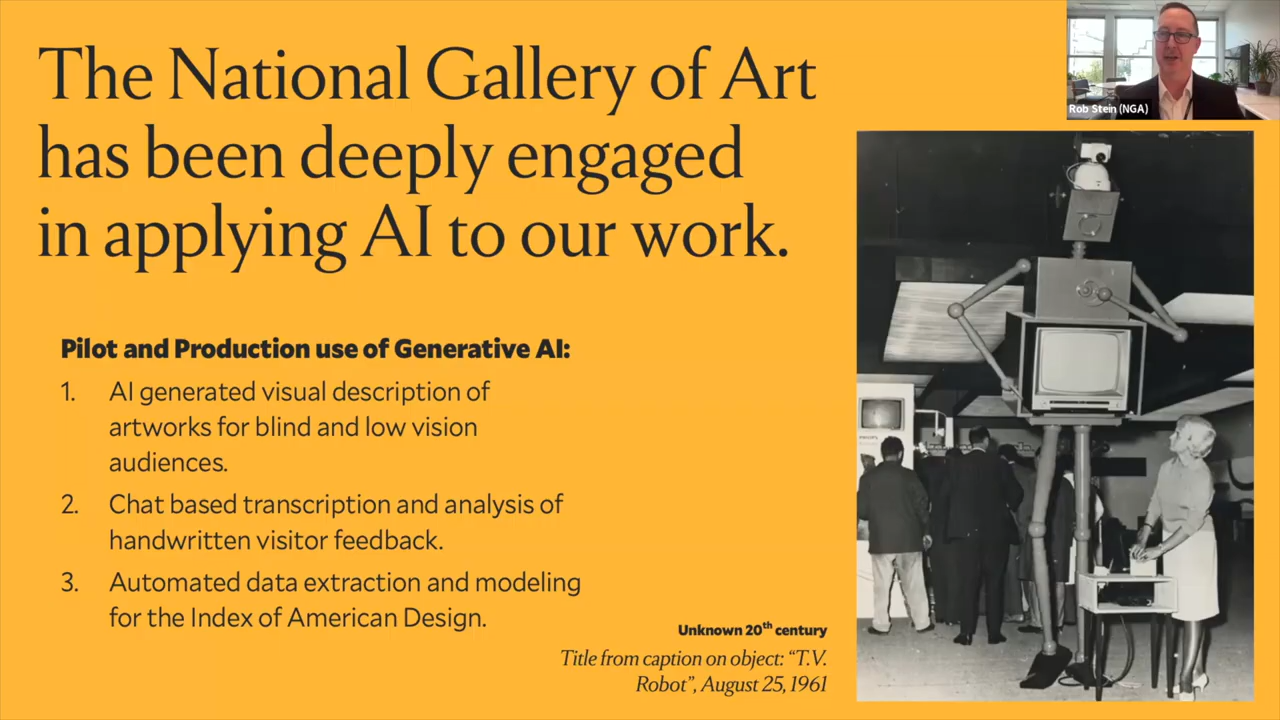 The National Gallery of Art
has been deeply engaged
in applying AI to our work.
Rob Stein (NGA)
Pilot and Production use of Generative AI:
1. AI generated visual description of
artworks for blind and low vision
audiences.
2. Chat based transcription and analysis of
handwritten visitor feedback.
3. Automated data extraction and modeling
for the Index of American Design.
Unknown 20th century
Title from caption on object: “T.V.
Robot”, August 25, 1961
PHILIPS